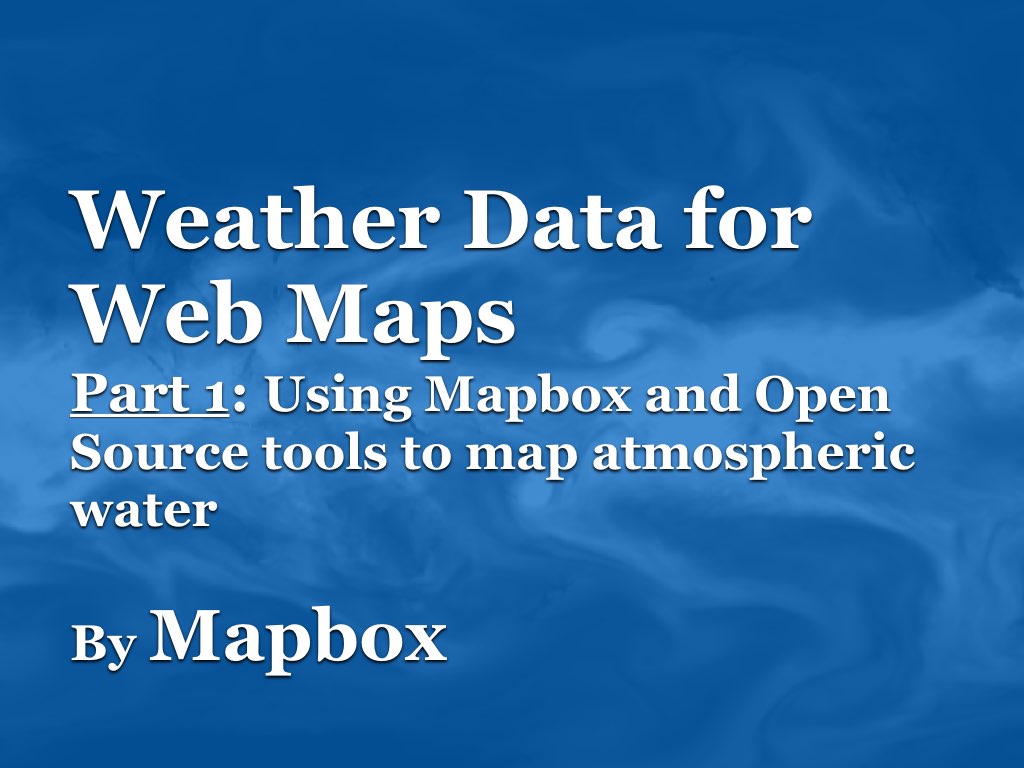 Weather Data for
Web Maps
Part 1: Using Mapbox and Open
Source tools to map atmospheric
water
By Mapbox